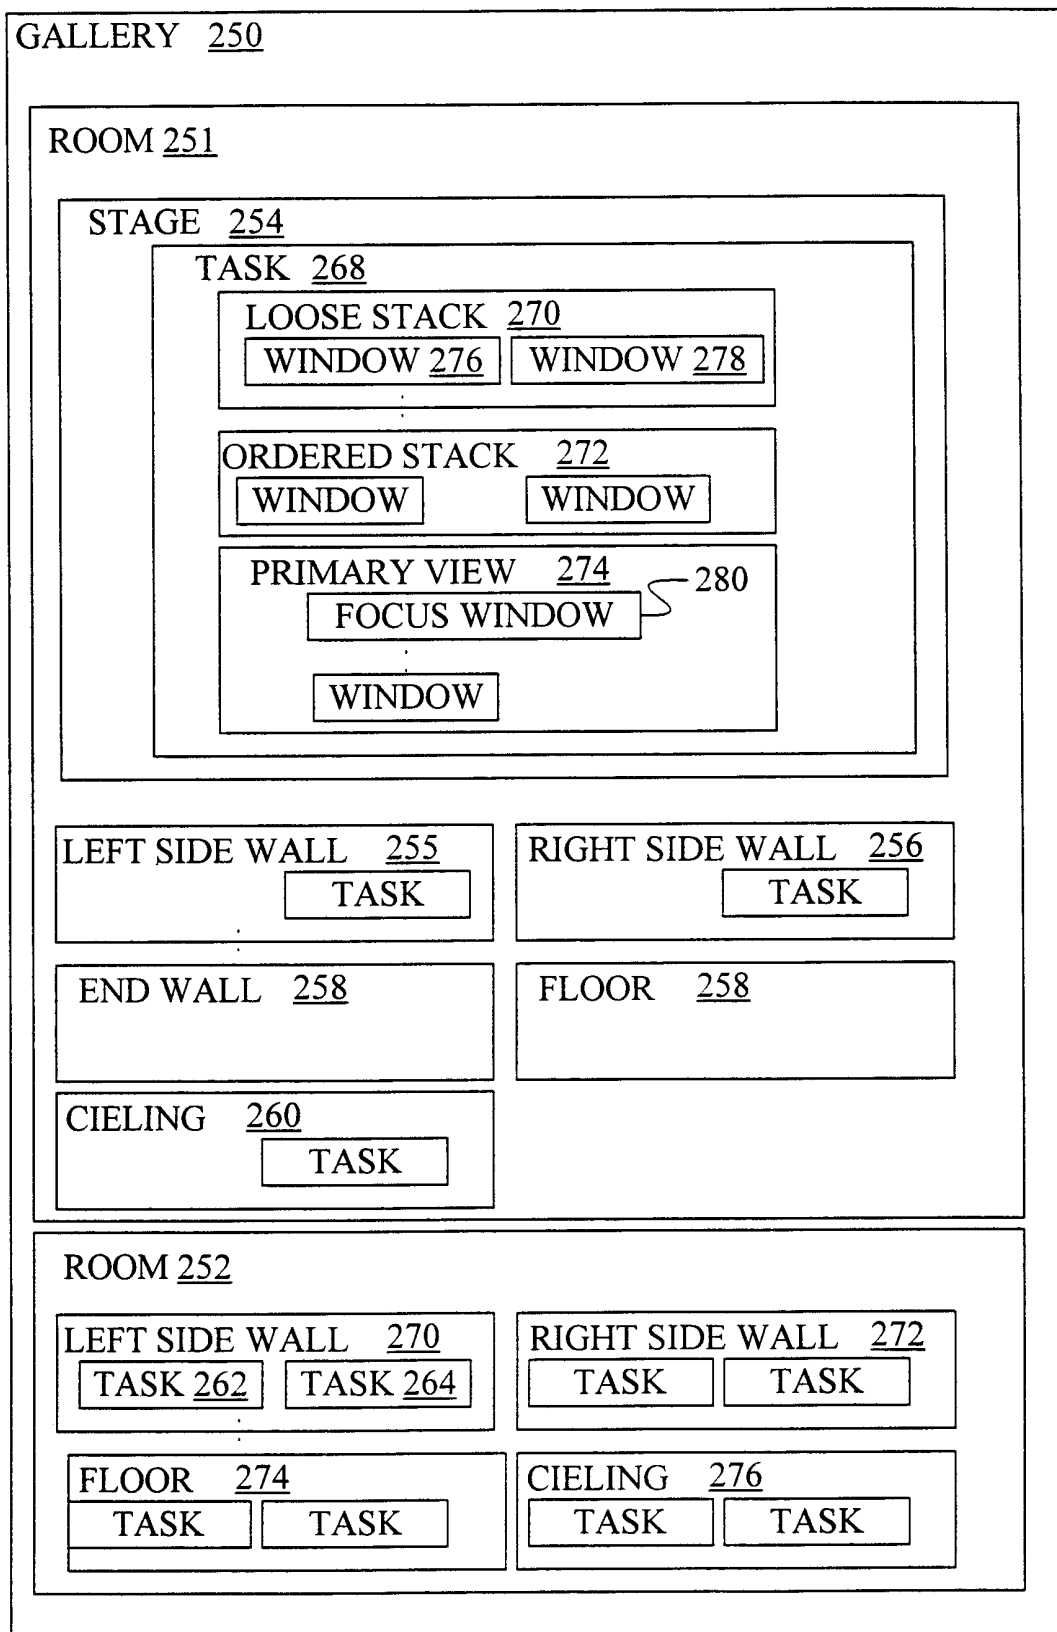 GALLERY 250
ROOM 251
STAGE 254
TASK 268
LOOSE STACK 270
WINDOW 276 WINDOW 278
ORDERED STACK 272
WINDOW WINDOW
PRIMARY VIEW 274
280
FOCUS WINDOW
WINDOW
LEFT SIDE WALL 255
TASK
RIGHT SIDE WALL 256
TASK
END WALL 258
FLOOR 258
CIELING 260
TASK
ROOM 252
LEFT SIDE WALL 270
TASK 262 TASK 264
RIGHT SIDE WALL 272
TASK TASK
FLOOR 274
TASK TASK
CIELING 276
TASK TASK